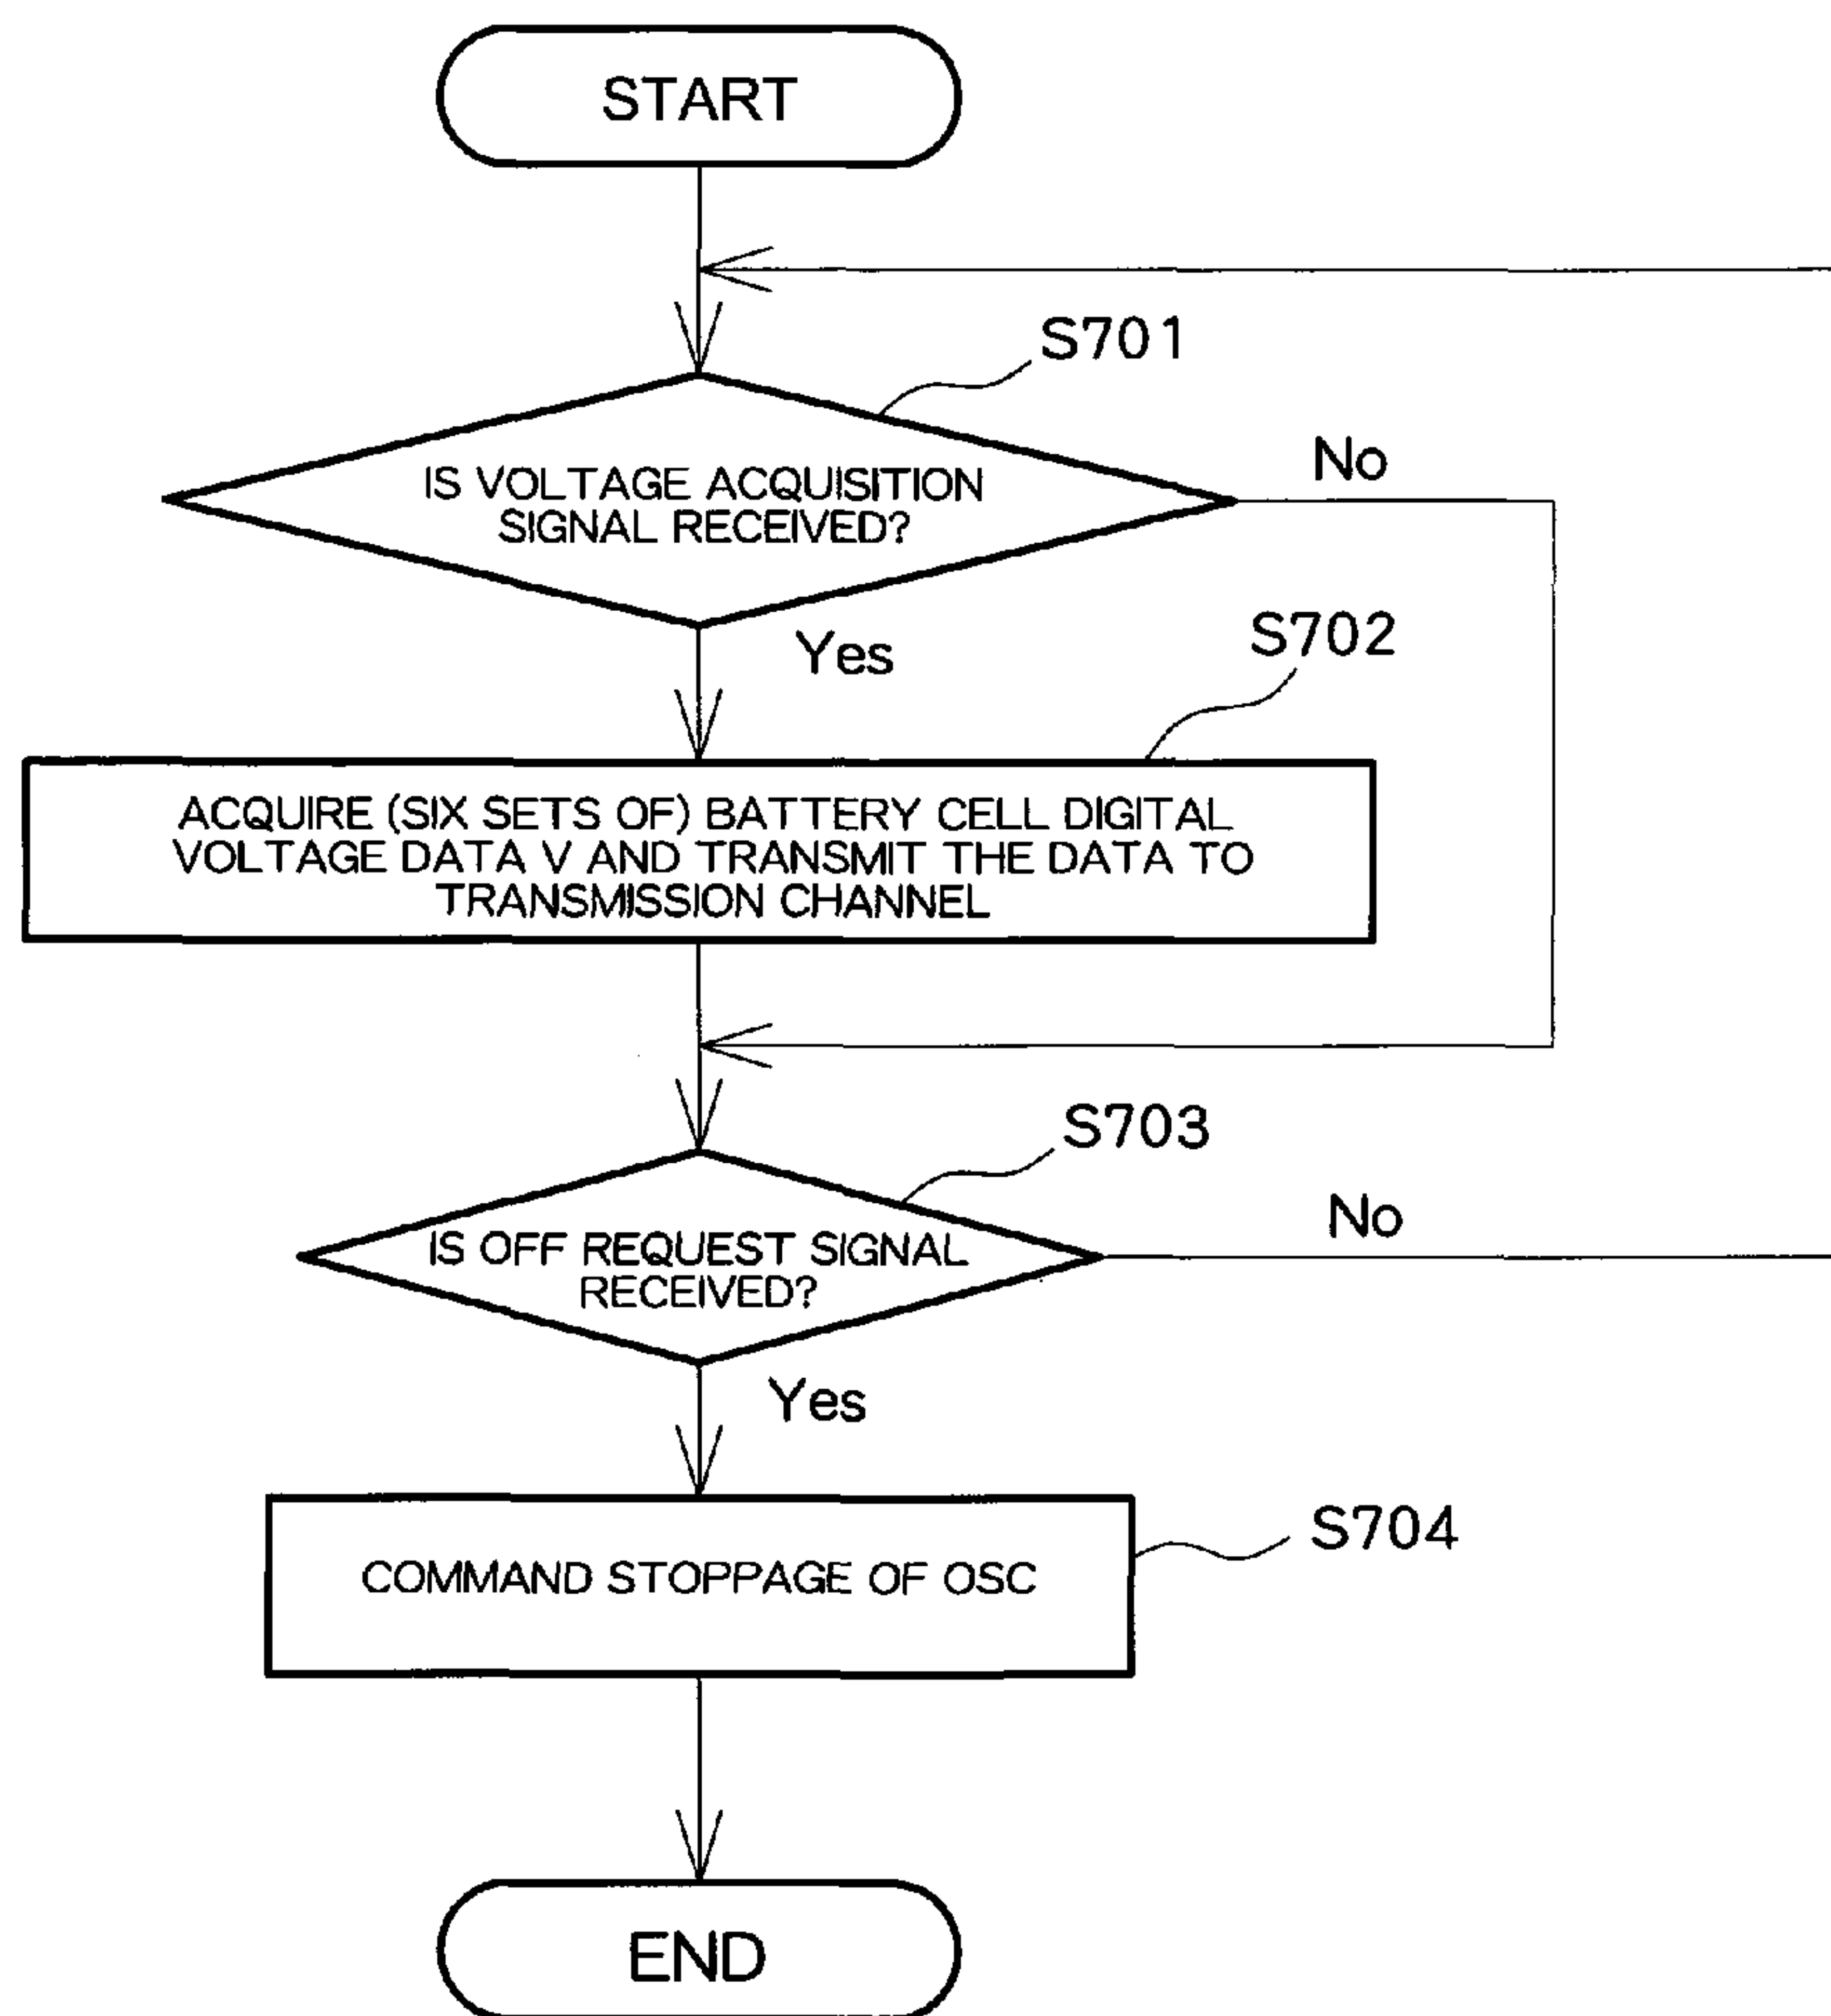 START
S701
IS VOLTAGE ACQUISITION
SIGNAL RECEIVED?
No
Yes
S702
ACQUIRE (SIX SETS OF) BATTERY CELL DIGITAL
VOLTAGE DATA V AND TRANSMIT THE DATA TO
TRANSMISSION CHANNEL
S703
IS OFF REQUEST SIGNAL
RECEIVED?
No
Yes
COMMAND STOPPAGE OF OSC
S704
END